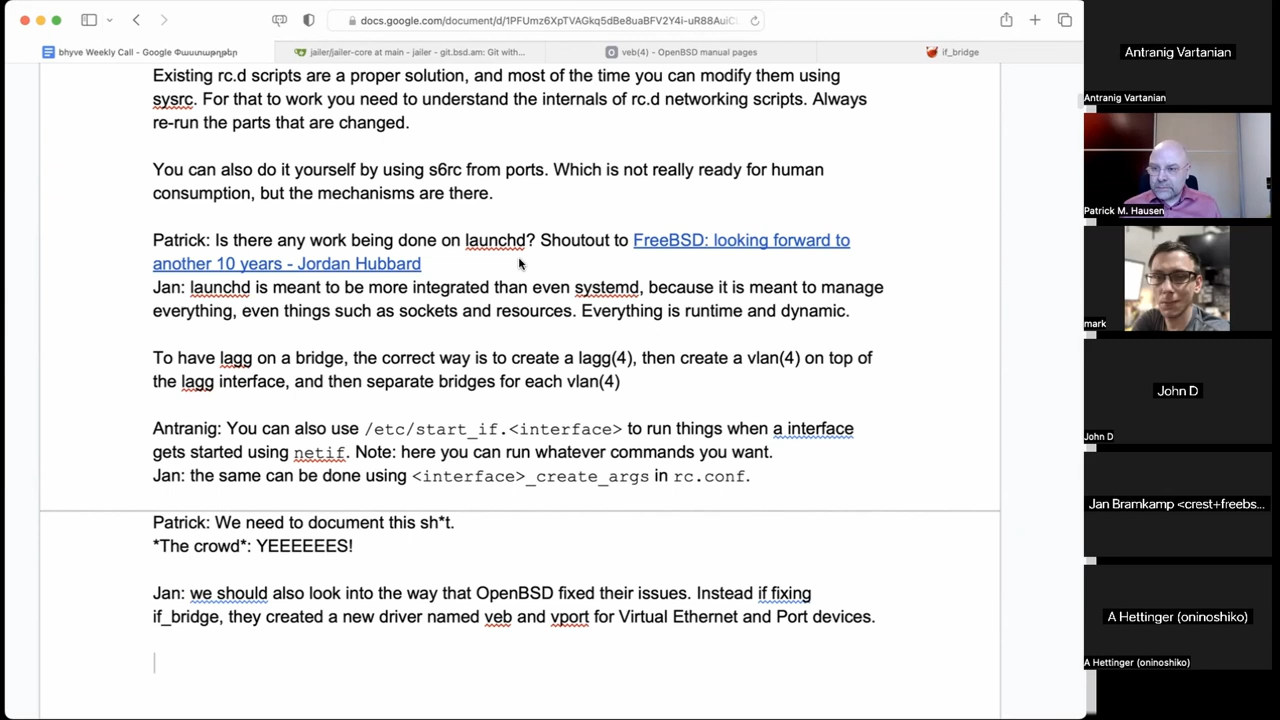 docs.google.com/document/d/1PFUmz6XpTVAGkq5dBe8uaBFV2Y4i-uR88AuiC
bhyve Weekly Call - Google Փաստաթղթեր
jailer/jailer-core at main - jailer - git.bsd.am: Git with...
veb(4) - OpenBSD manual pages
if_bridge
Existing rc.d scripts are a proper solution, and most of the time you can modify them using
sysrc. For that to work you need to understand the internals of rc.d networking scripts. Always
re-run the parts that are changed.
You can also do it yourself by using s6rc from ports. Which is not really ready for human
consumption, but the mechanisms are there.
Patrick: Is there any work being done on launchd? Shoutout to FreeBSD: looking forward to
another 10 years - Jordan Hubbard
Jan: launchd is meant to be more integrated than even systemd, because it is meant to manage
everything, even things such as sockets and resources. Everything is runtime and dynamic.
To have lagg on a bridge, the correct way is to create a lagg(4), then create a vlan(4) on top of
the lagg interface, and then separate bridges for each vlan(4)
Antranig: You can also use /etc/start_if.<interface> to run things when a interface
gets started using netif. Note: here you can run whatever commands you want.
Jan: the same can be done using <interface>_create_args in rc.conf.
Patrick: We need to document this sh*t.
*The crowd*: YEEEEEES!
Jan: we should also look into the way that OpenBSD fixed their issues. Instead if fixing
if_bridge, they created a new driver named veb and vport for Virtual Ethernet and Port devices.
Antranig Vartanian
Antranig Vartanian
Patrick M. Hausen
mark
John D
John D
Jan Bramkamp <crest+freebs...
A Hettinger (oninoshiko)
A Hettinger (oninoshiko)